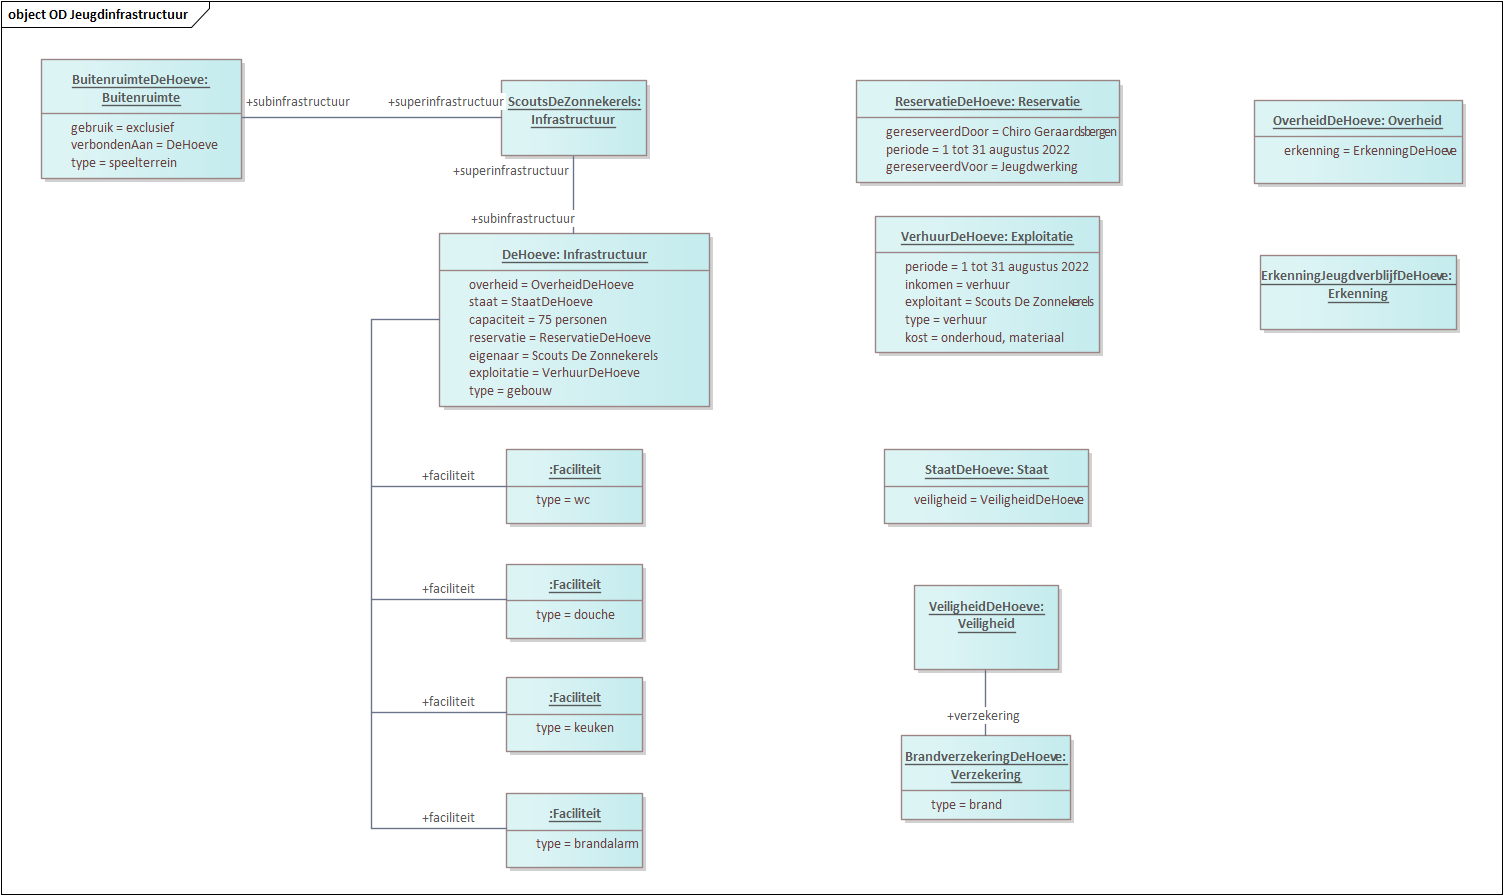 object OD Jeugdinfrastructuur
BuitenruimteDeHoeve:
Buitenruimte
gebruik = exclusief
verbondenAan = DeHoeve
type = speelterrein
+subinfrastructuur
+superinfrastructuur
ScoutsDeZonnekerels:
Infrastructuur
+superinfrastructuur
+subinfrastructuur
DeHoeve: Infrastructuur
overheid = OverheidDeHoeve
staat = StaatDeHoeve
capaciteit = 75 personen
reservatie = ReservatieDeHoeve
eigenaar = Scouts De Zonnekerels
exploitatie = VerhuurDeHoeve
type = gebouw
+faciliteit
:Faciliteit
type = wc
+faciliteit
:Faciliteit
type = douche
+faciliteit
:Faciliteit
type = keuken
+faciliteit
:Faciliteit
type = brandalarm
ReservatieDeHoeve: Reservatie
gereserveerdDoor = Chiro Geraardsbergen
periode = 1 tot 31 augustus 2022
gereserveerdVoor = Jeugdwerking
VerhuurDeHoeve: Exploitatie
periode = 1 tot 31 augustus 2022
inkomen = verhuur
exploitant = Scouts De Zonnekerels
type = verhuur
kost = onderhoud, materiaal
StaatDeHoeve: Staat
veiligheid = VeiligheidDeHoeve
VeiligheidDeHoeve:
Veiligheid
+verzekering
BrandverzekeringDeHoeve:
Verzekering
type = brand
OverheidDeHoeve: Overheid
erkenning = ErkenningDeHoeve
ErkenningJeugdverblijfDeHoeve:
Erkenning